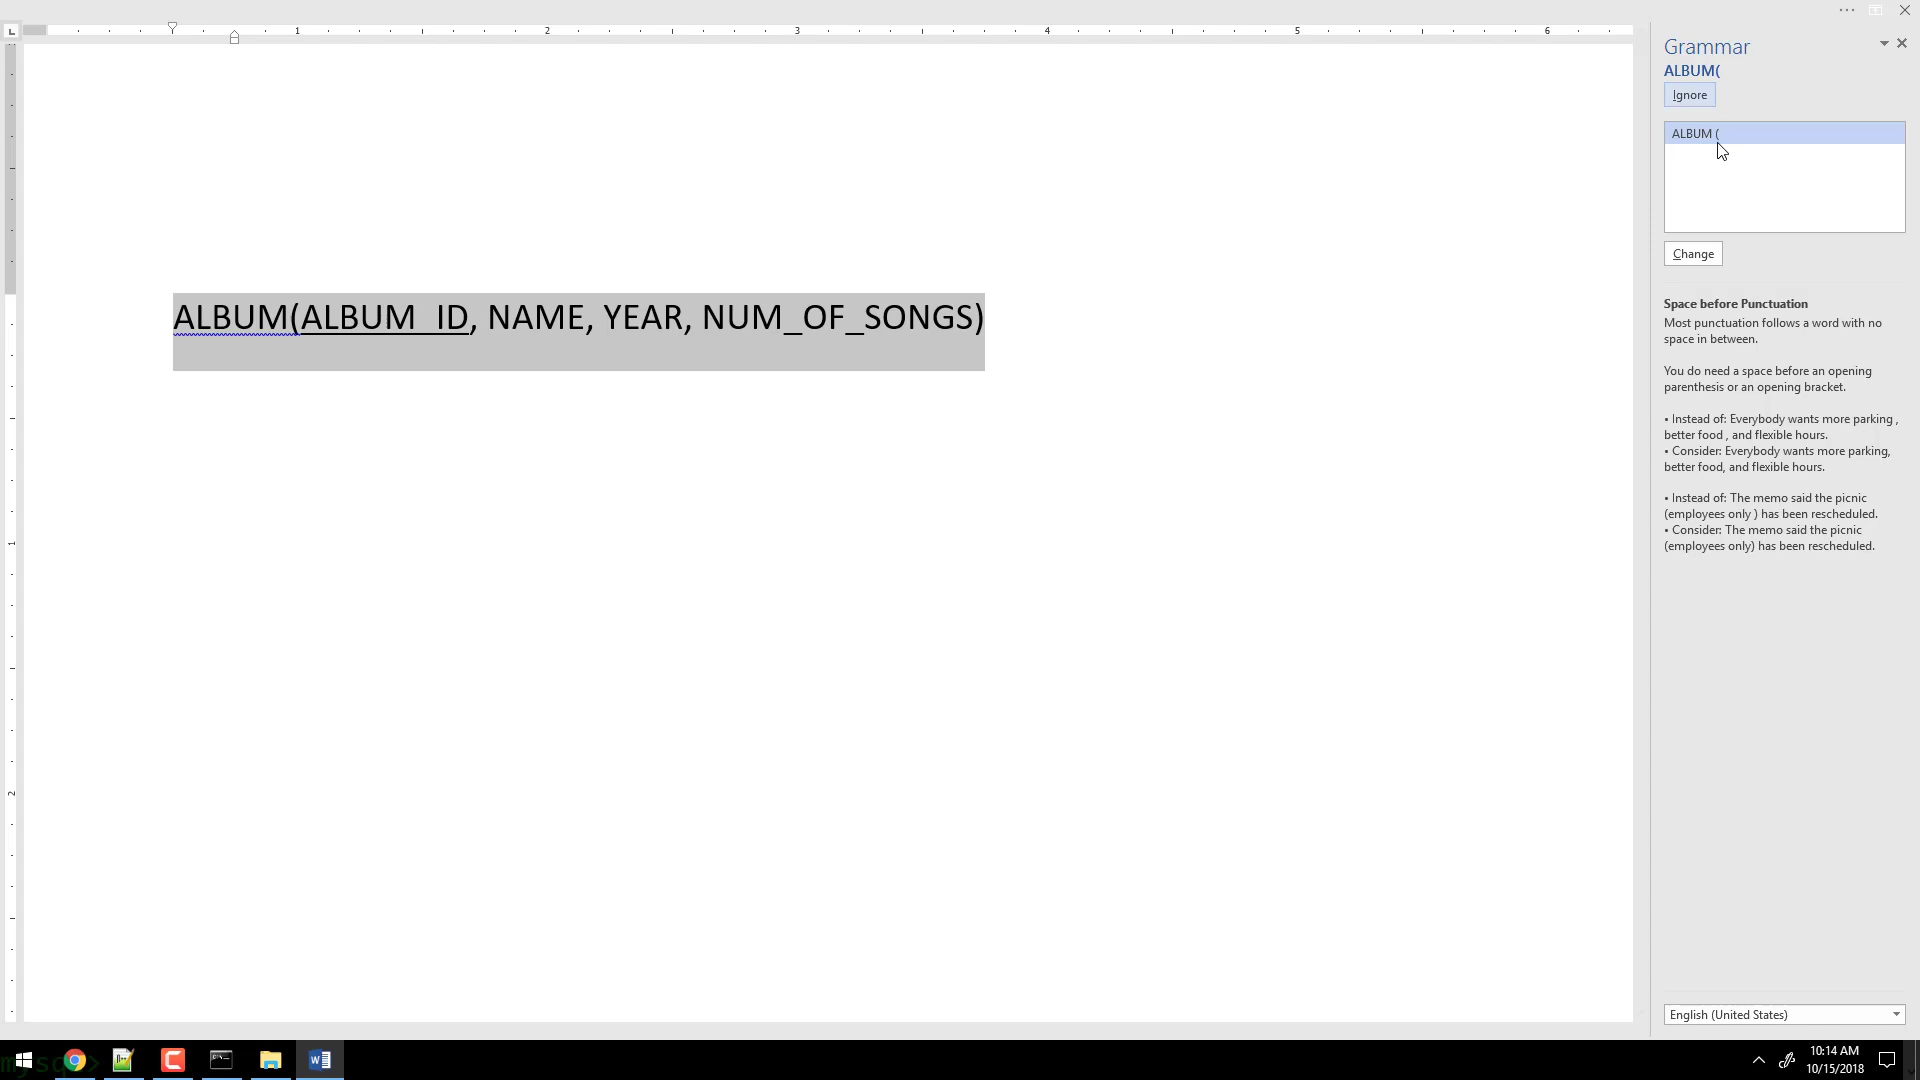 1 2 3 4 5 6
Grammar
ALBUM(
Ignore
ALBUM (
Change
ALBUM(ALBUM_ID, NAME, YEAR, NUM_OF_SONGS)
Space before Punctuation
Most punctuation follows a word with no
space in between.
You do need a space before an opening
parenthesis or an opening bracket.
• Instead of: Everybody wants more parking ,
better food , and flexible hours.
• Consider: Everybody wants more parking,
better food, and flexible hours.
• Instead of: The memo said the picnic
(employees only ) has been rescheduled.
• Consider: The memo said the picnic
(employees only) has been rescheduled.
1
2
English (United States)
mysql>
10:14 AM
10/15/2018